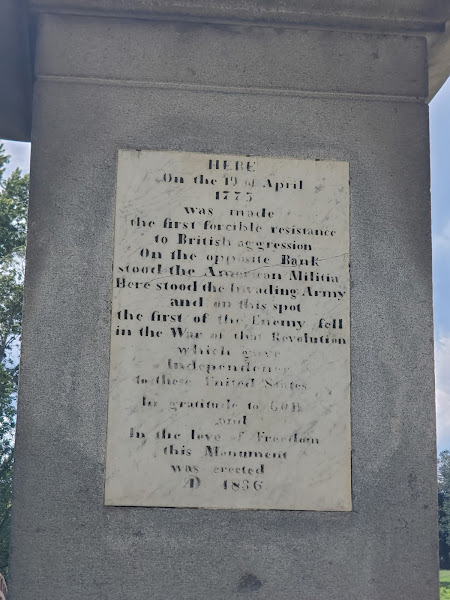 HERE
On the 19 of April
1775
was made
the first forcible resistance
to British aggression
On the opposite Bank
stood the American Militia
Here stood the Invading Army
and on this spot
the first of the Enemy fell
in the War of that Revolution
which gave
Independence
to these United States
In gratitude to GOD
and
In the love of Freedom
this Monument
was erected
AD 1836